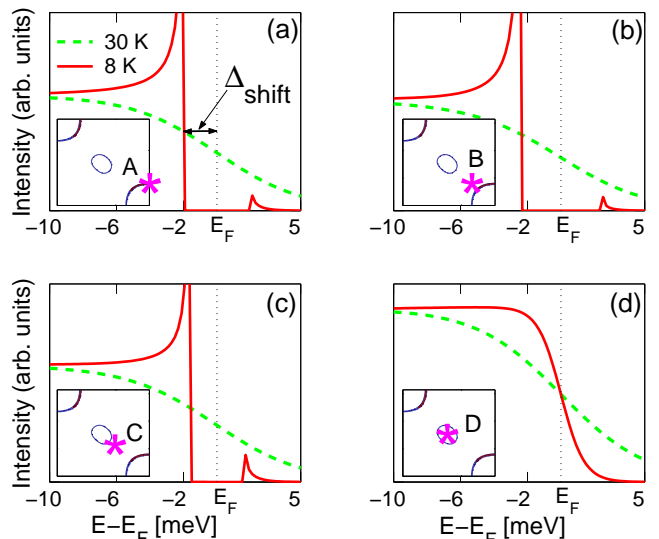 (a)
30 K
8 K
Δshift
A
Intensity (arb. units)
−10 −6 −2 E_F 5
(b)
B
−10 −6 −2 E_F 5
(c)
C
Intensity (arb. units)
−10 −6 −2 E_F 5
E−E_F [meV]
(d)
D
−10 −6 −2 E_F 5
E−E_F [meV]